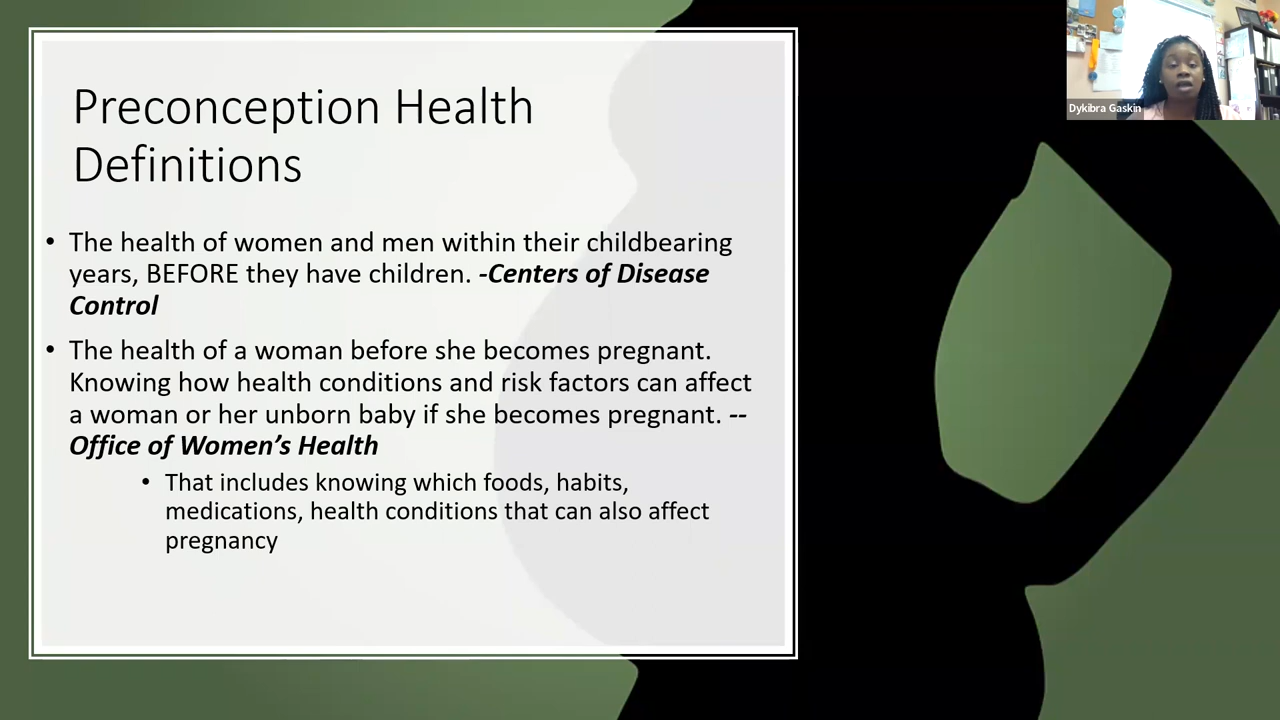 Preconception Health
Definitions
• The health of women and men within their childbearing
years, BEFORE they have children. -Centers of Disease
Control
• The health of a woman before she becomes pregnant.
Knowing how health conditions and risk factors can affect
a woman or her unborn baby if she becomes pregnant. --
Office of Women's Health
• That includes knowing which foods, habits,
medications, health conditions that can also affect
pregnancy
Dykibra Gaskin